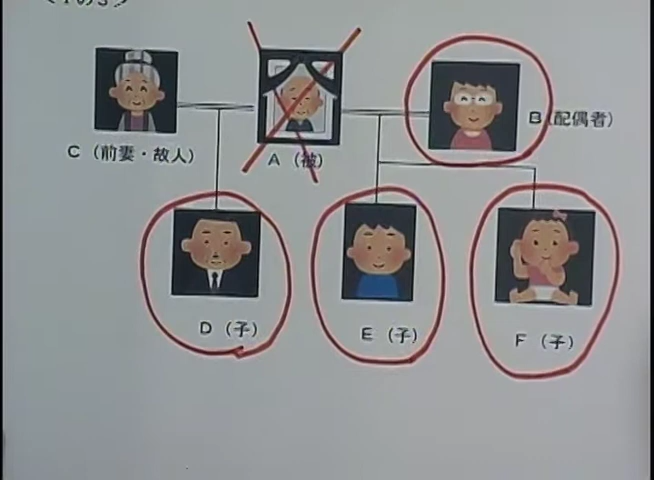 B(配偶者)
C (前妻・故人)
A (被)
D (子)
E (子)
F (子)